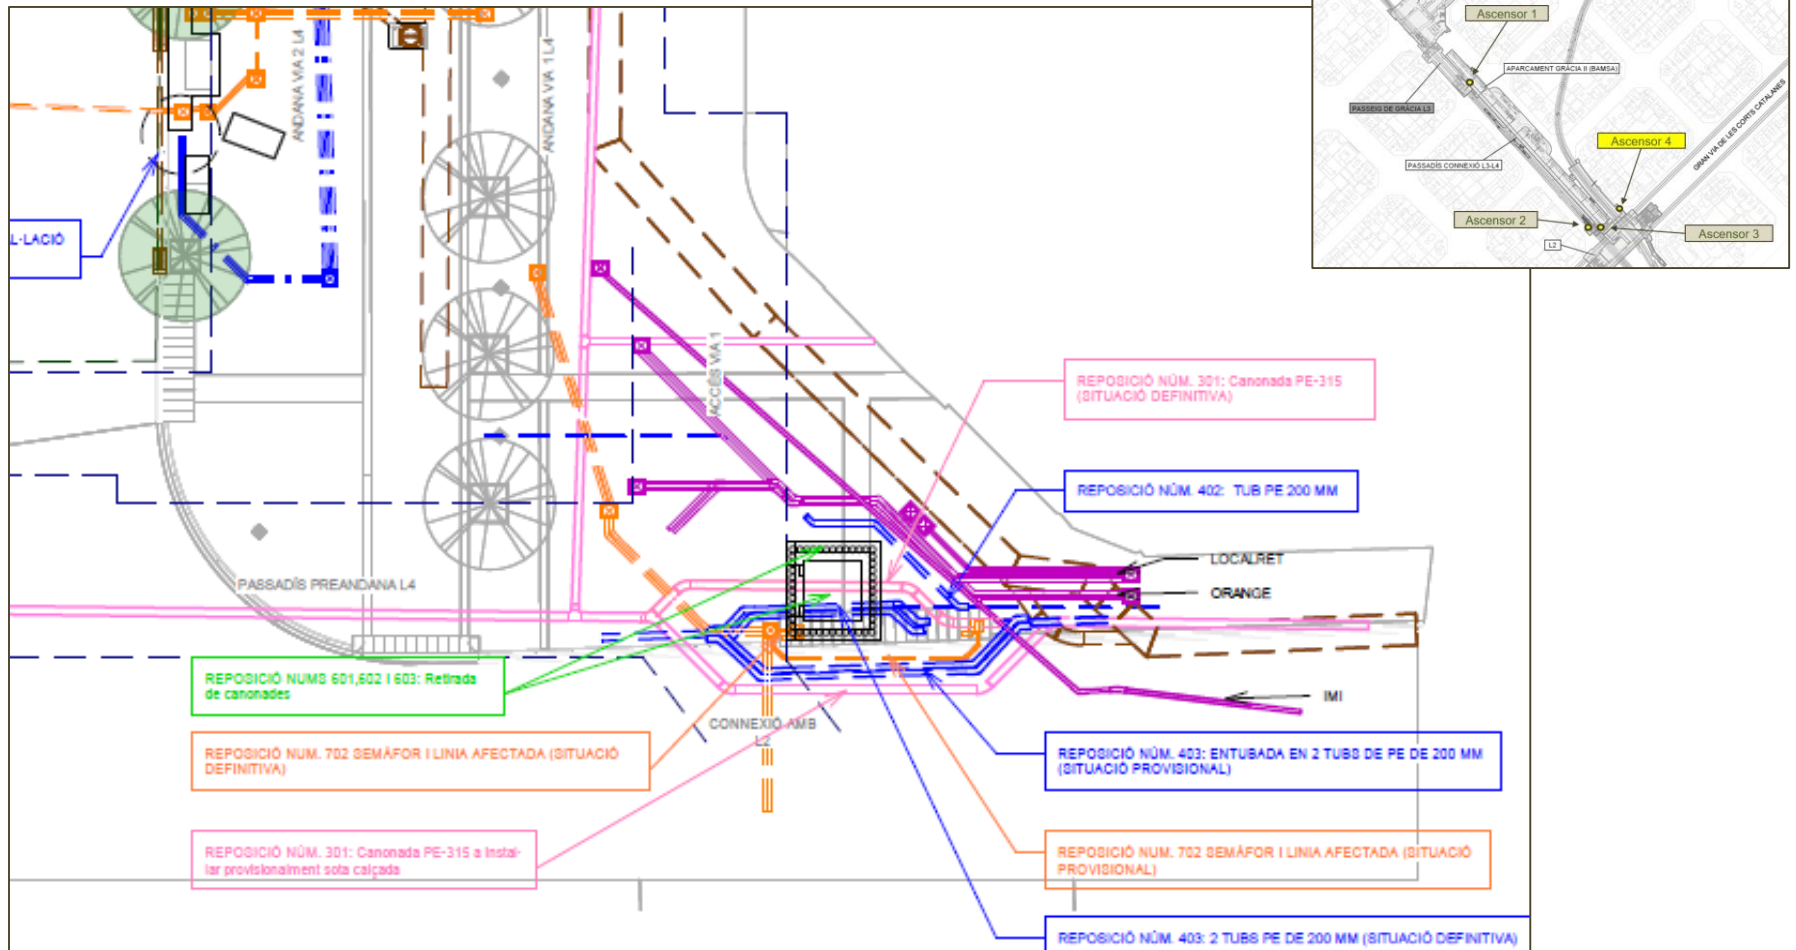 Ascensor 1
APARCAMENT GRÀCIA II (BAMSA)
PASSEIG DE GRÀCIA L3
Ascensor 4
GRAN VIA DE LES CORTS CATALANES
PASSADÍS CONNEXIÓ L3-L4
Ascensor 2
Ascensor 3
L2
ANDANA VIA 2 L4
ANDANA VIA 1 L4
L·LACIÓ
ACCÉS VIA 1
REPOSICIÓ NÚM. 301: Canonada PE-315
(SITUACIÓ DEFINITIVA)
REPOSICIÓ NÚM. 402: TUB PE 200 MM
LOCALRET
ORANGE
PASSADÍS PREANDANA L4
REPOSICIÓ NUMS 601,602 I 603: Retirada
de canonades
IMI
CONNEXIÓ AMB
L2
REPOSICIÓ NUM. 702 SEMÀFOR I LINIA AFECTADA (SITUACIÓ
DEFINITIVA)
REPOSICIÓ NÚM. 403: ENTUBADA EN 2 TUBS DE PE DE 200 MM
(SITUACIÓ PROVISIONAL)
REPOSICIÓ NÚM. 301: Canonada PE-315 a instal-
lar provisionalment sota calçada
REPOSICIÓ NUM. 702 SEMÀFOR I LINIA AFECTADA (SITUACIÓ
PROVISIONAL)
REPOSICIÓ NÚM. 403: 2 TUBS PE DE 200 MM (SITUACIÓ DEFINITIVA)